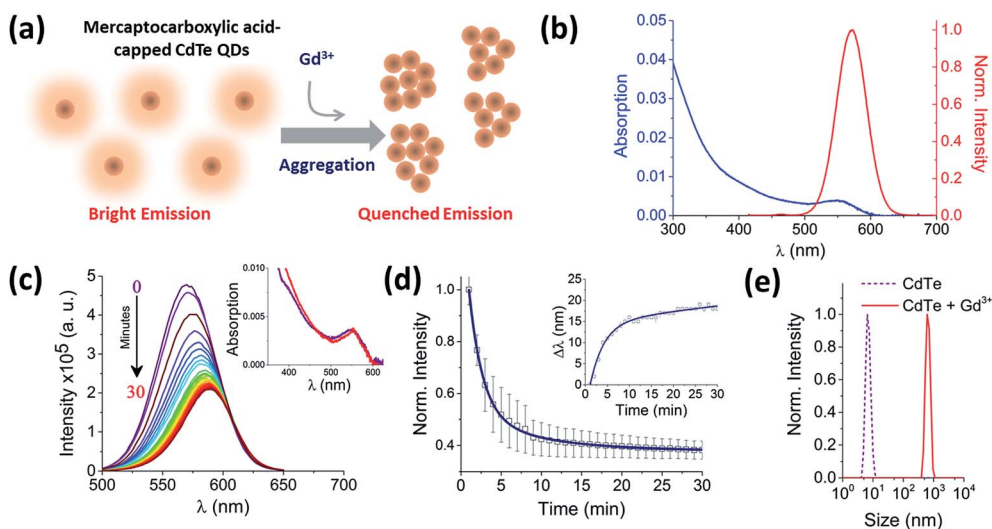 (a)
Mercaptocarboxylic acid-
capped CdTe QDs
Gd³⁺
Aggregation
Bright Emission
Quenched Emission
(b)
Absorption
0.05
0.04
0.03
0.02
0.01
0.00
300 400 500 600 700
λ (nm)
1.0
0.8
0.6
0.4
0.2
0.0
Norm. Intensity
(c)
Intensity x10⁵ (a. u.)
5
4
3
2
1
0
500 550 600 650 700
λ (nm)
0
Minutes
30
Absorption
0.010
0.005
0.000
400 500 600
λ (nm)
(d)
Norm. Intensity
1.0
0.8
0.6
0.4
0 5 10 15 20 25 30
Time (min)
Δλ (nm)
25
20
15
10
5
0
0 5 10 15 20 25 30
Time (min)
(e)
CdTe
CdTe + Gd³⁺
Norm. Intensity
1.0
0.8
0.6
0.4
0.2
0.0
10⁰ 10¹ 10² 10³ 10⁴
Size (nm)